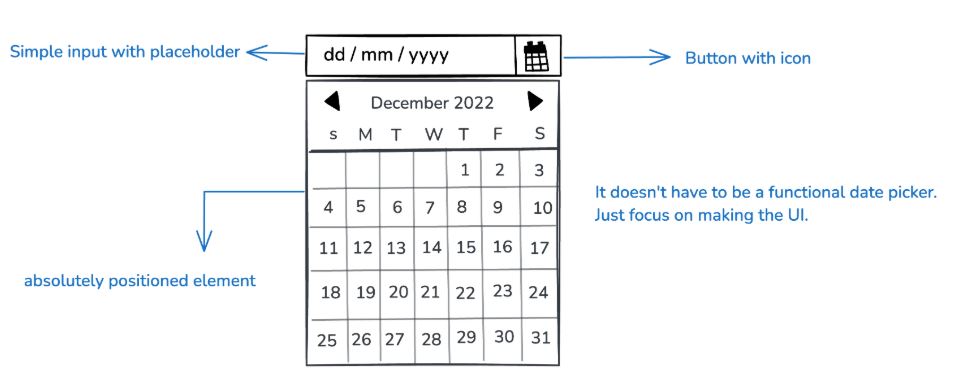 Simple input with placeholder
dd / mm / yyyy
Button with icon
December 2022
s M T W T F S
1 2 3
4 5 6 7 8 9 10
11 12 13 14 15 16 17
18 19 20 21 22 23 24
25 26 27 28 29 30 31
It doesn't have to be a functional date picker.
Just focus on making the UI.
absolutely positioned element